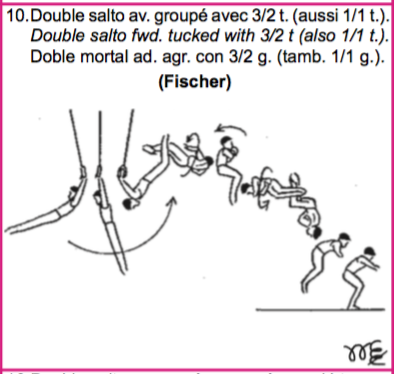 10.Double salto av. groupé avec 3/2 t. (aussi 1/1 t.).
Double salto fwd. tucked with 3/2 t (also 1/1 t.).
Doble mortal ad. agr. con 3/2 g. (tamb. 1/1 g.).
(Fischer)